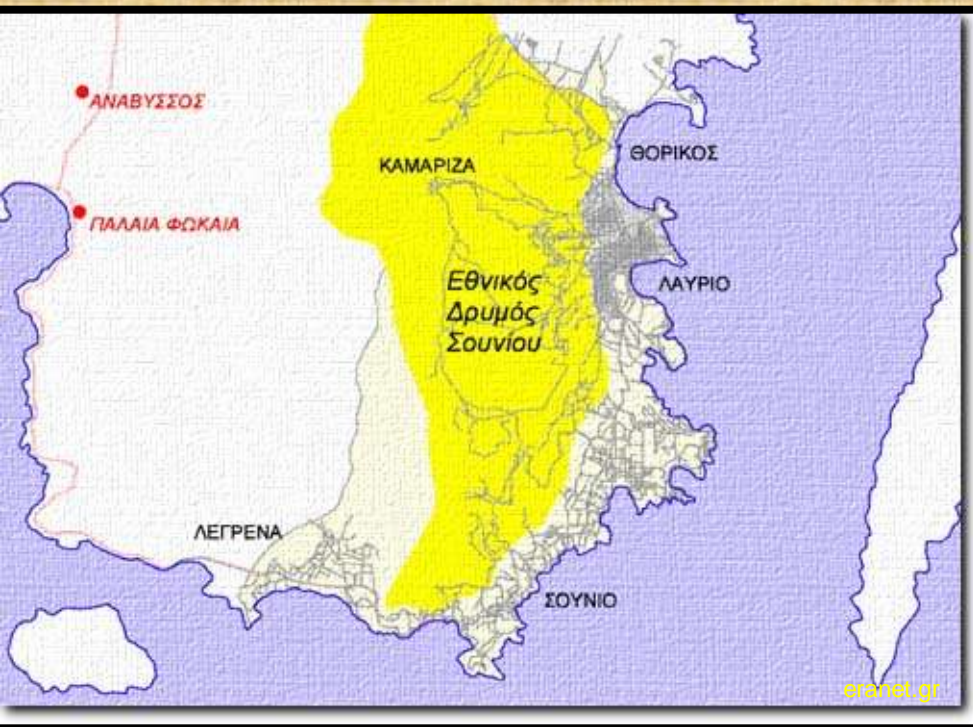 ΑΝΑΒΥΣΣΟΣ
ΘΟΡΙΚΟΣ
ΚΑΜΑΡΙΖΑ
ΠΑΛΑΙΑ ΦΩΚΑΙΑ
Εθνικός
Δρυμός
Σουνίου
ΛΑΥΡΙΟ
ΛΕΓΡΕΝΑ
ΣΟΥΝΙΟ
eranet.gr